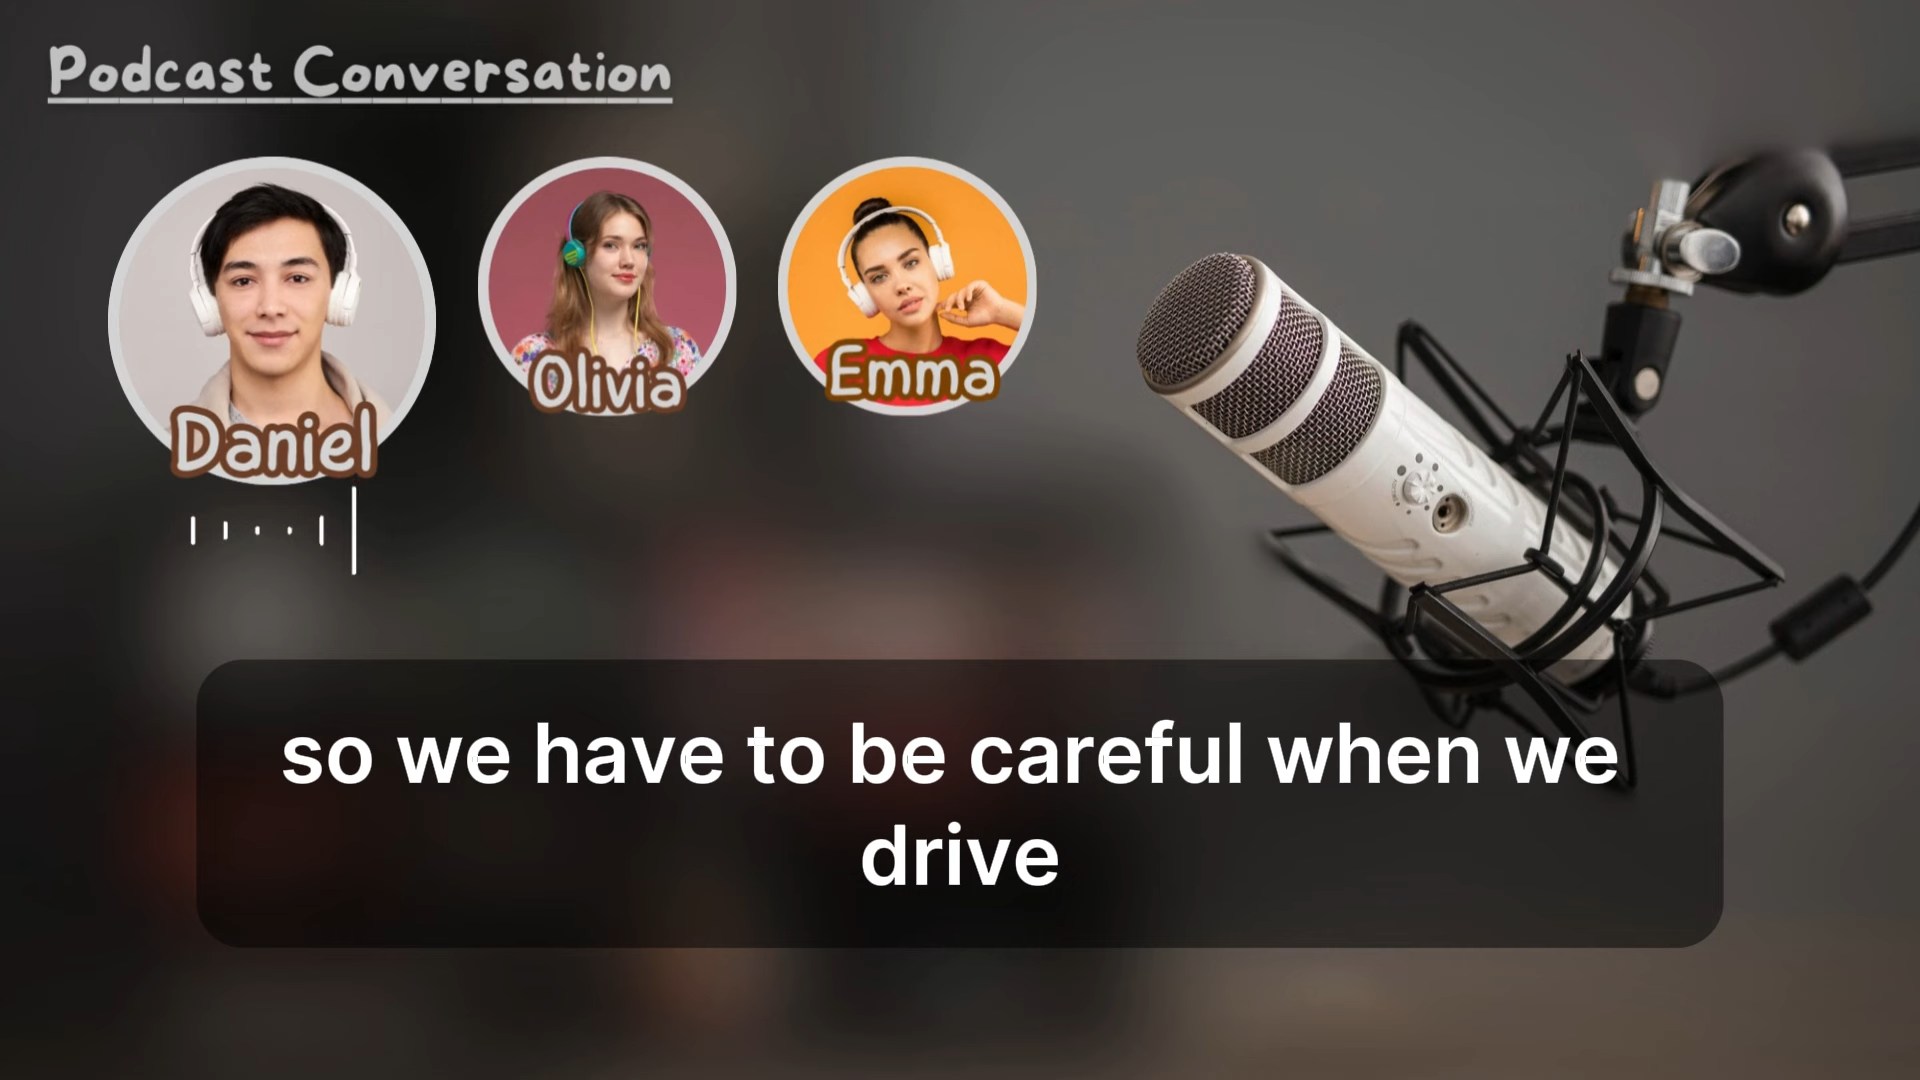 Podcast Conversation
Daniel
Olivia
Emma
so we have to be careful when we
drive